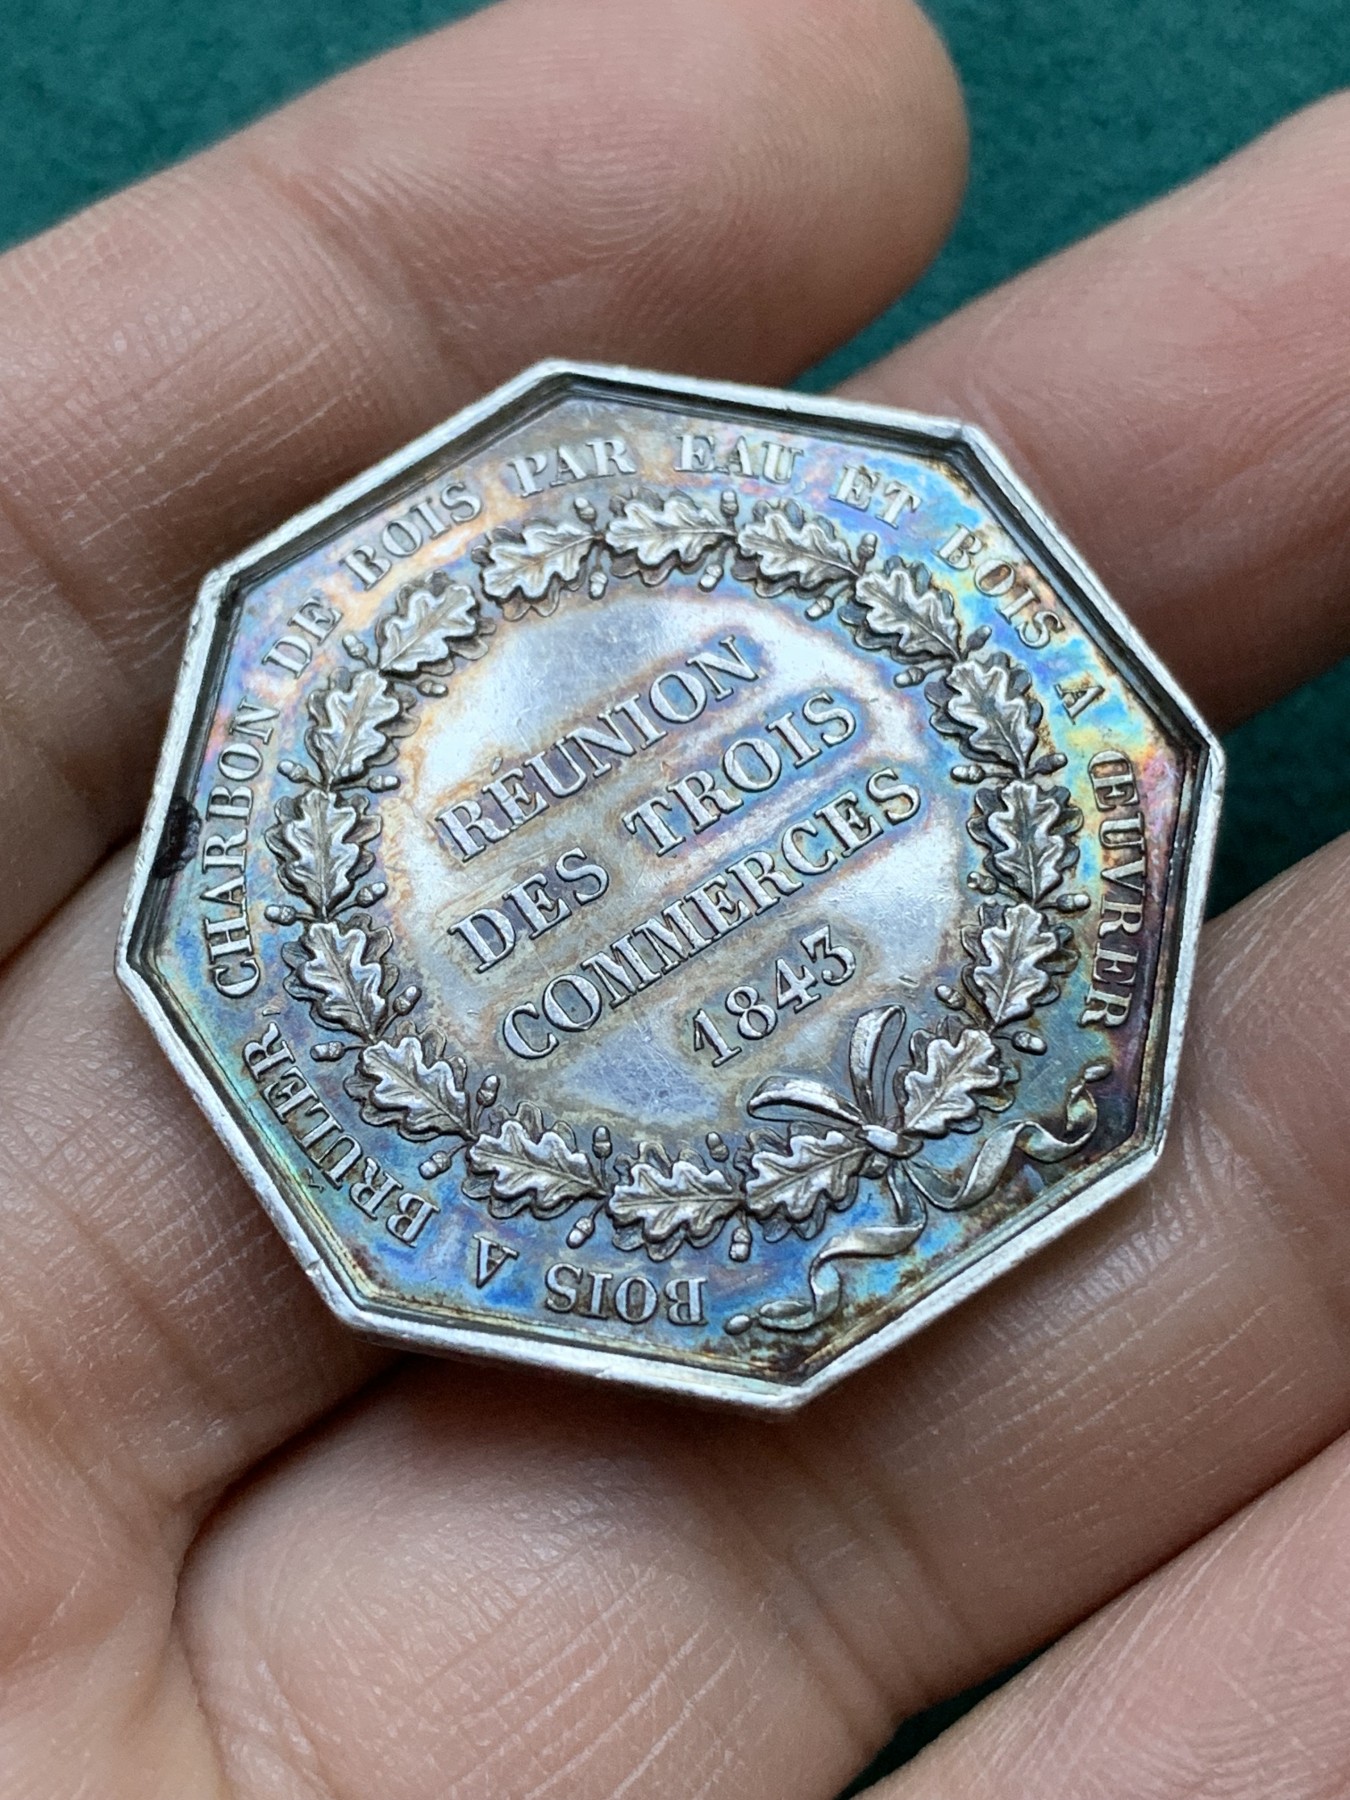 BOIS A BRULER, CHARBON DE BOIS PAR EAU ET BOIS A ŒUVRER
RÉUNION
DES TROIS
COMMERCES
1843